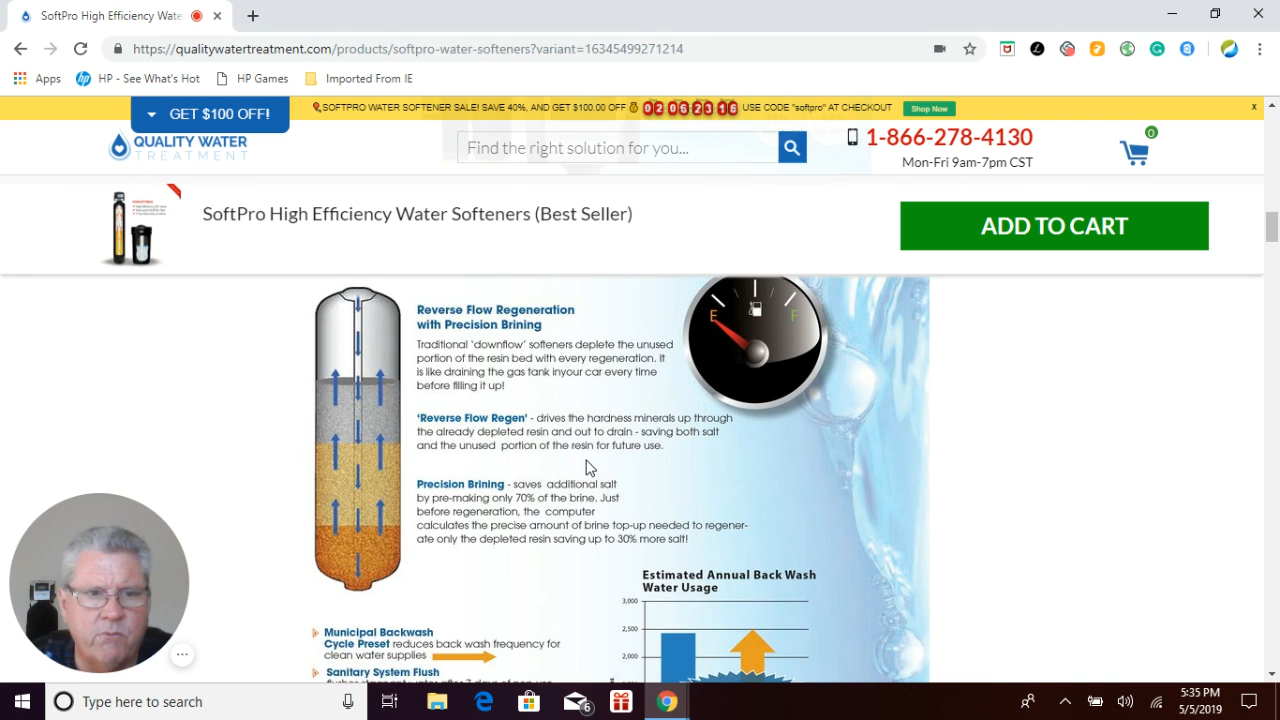 SoftPro High Efficiency Wate
https://qualitywatertreatment.com/products/softpro-water-softeners?variant=16345499271214
Apps
HP - See What's Hot
HP Games
Imported From IE
GET $100 OFF!
SOFTPRO WATER SOFTENER SALE! SAVE 40%, AND GET $100.00 OFF
02 06 23 16
USE CODE "softpro" AT CHECKOUT
Shop Now
x
QUALITY WATER
TREATMENT
Find the right solution for you...
1-866-278-4130
Mon-Fri 9am-7pm CST
0
SoftPro High Efficiency Water Softeners (Best Seller)
ADD TO CART
Reverse Flow Regeneration
with Precision Brining
Traditional 'downflow' softeners deplete the unused
portion of the resin bed with every regeneration. It
is like draining the gas tank inyour car every time
before filling it up!
E
F
'Reverse Flow Regen' - drives the hardness minerals up through
the already depleted resin and out to drain - saving both salt
and the unused portion of the resin for future use.
Precision Brining - saves additional salt
by pre-making only 70% of the brine. Just
before regeneration, the computer
calculates the precise amount of brine top-up needed to regener-
ate only the depleted resin saving up to 30% more salt!
Estimated Annual Back Wash
Water Usage
3,000
2,500
2,000
Municipal Backwash
Cycle Preset reduces back wash frequency for
clean water supplies
Sanitary System Flush
Type here to search
6
5:35 PM
5/5/2019